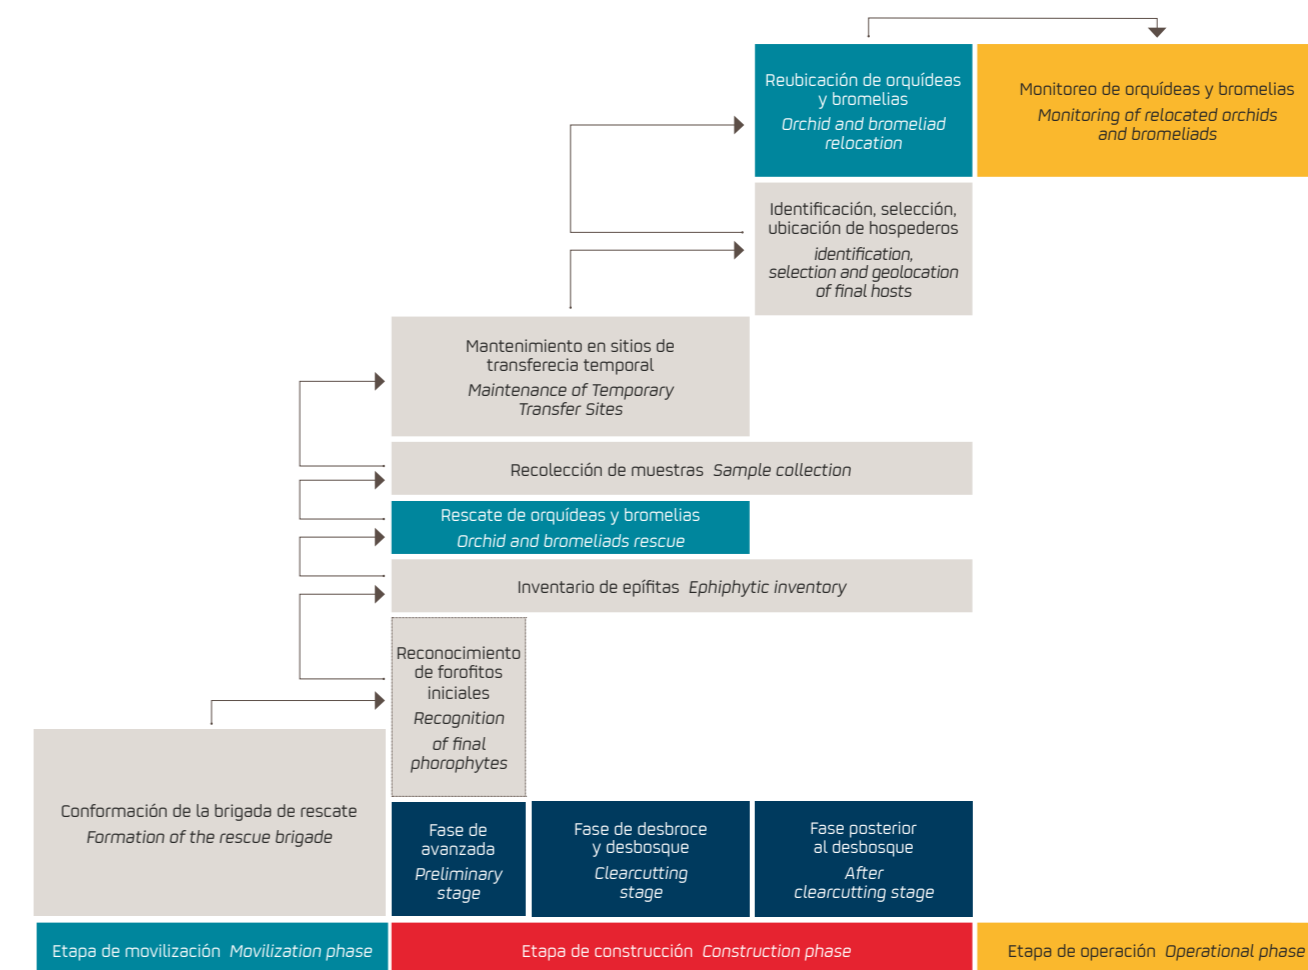 Reubicación de orquídeas
y bromelias
Orchid and bromeliad
relocation
Monitoreo de orquídeas y bromelias
Monitoring of relocated orchids
and bromeliads
Identificación, selección,
ubicación de hospederos
identification,
selection and geolocation
of final hosts
Mantenimiento en sitios de
transferecia temporal
Maintenance of Temporary
Transfer Sites
Recolección de muestras Sample collection
Rescate de orquídeas y bromelias
Orchid and bromeliads rescue
Inventario de epífitas Ephiphytic inventory
Reconocimiento
de forofitos
iniciales
Recognition
of final
phorophytes
Conformación de la brigada de rescate
Formation of the rescue brigade
Fase de
avanzada
Preliminary
stage
Fase de desbroce
y desbosque
Clearcutting
stage
Fase posterior
al desbosque
After
clearcutting stage
Etapa de movilización Movilization phase
Etapa de construcción Construction phase
Etapa de operación Operational phase